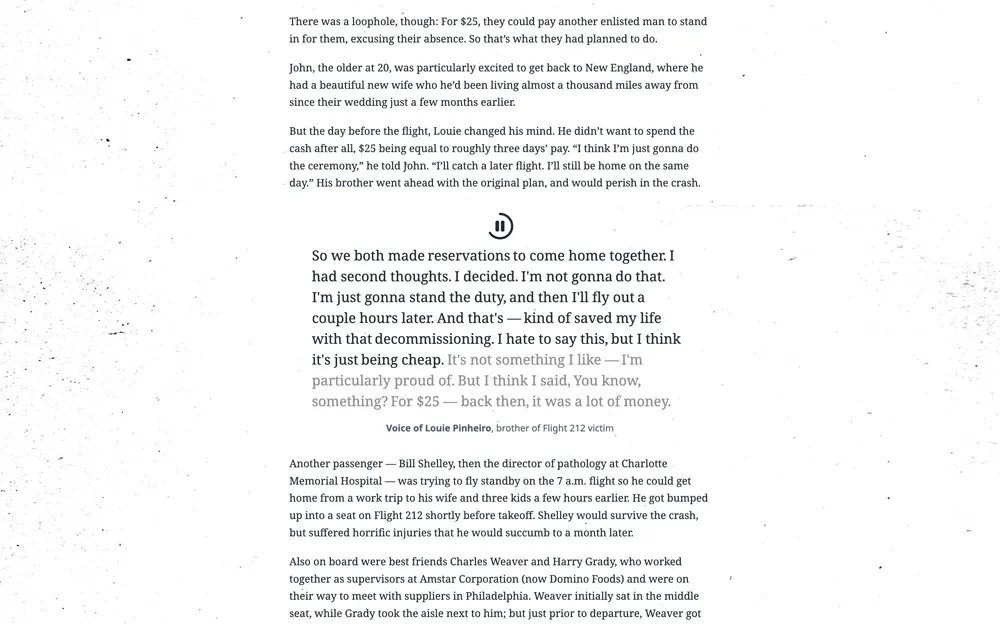 There was a loophole, though: For $25, they could pay another enlisted man to stand
in for them, excusing their absence. So that’s what they had planned to do.
John, the older at 20, was particularly excited to get back to New England, where he
had a beautiful new wife who he’d been living almost a thousand miles away from
since their wedding just a few months earlier.
But the day before the flight, Louie changed his mind. He didn’t want to spend the
cash after all, $25 being equal to roughly three days’ pay. “I think I’m just gonna do
the ceremony,” he told John. “I’ll catch a later flight. I’ll still be home on the same
day.” His brother went ahead with the original plan, and would perish in the crash.
So we both made reservations to come home together. I
had second thoughts. I decided. I'm not gonna do that.
I'm just gonna stand the duty, and then I'll fly out a
couple hours later. And that's — kind of saved my life
with that decommissioning. I hate to say this, but I think
it's just being cheap. It's not something I like — I'm
particularly proud of. But I think I said, You know,
something? For $25 — back then, it was a lot of money.
Voice of Louie Pinheiro, brother of Flight 212 victim
Another passenger — Bill Shelley, then the director of pathology at Charlotte
Memorial Hospital — was trying to fly standby on the 7 a.m. flight so he could get
home from a work trip to his wife and three kids a few hours earlier. He got bumped
up into a seat on Flight 212 shortly before takeoff. Shelley would survive the crash,
but suffered horrific injuries that he would succumb to a month later.
Also on board were best friends Charles Weaver and Harry Grady, who worked
together as supervisors at Amstar Corporation (now Domino Foods) and were on
their way to meet with suppliers in Philadelphia. Weaver initially sat in the middle
seat, while Grady took the aisle next to him; but just prior to departure, Weaver got